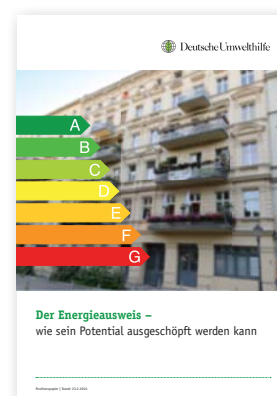 Deutsche Umwelthilfe
A
B
C
D
E
F
G
Der Energieausweis –
wie sein Potential ausgeschöpft werden kann